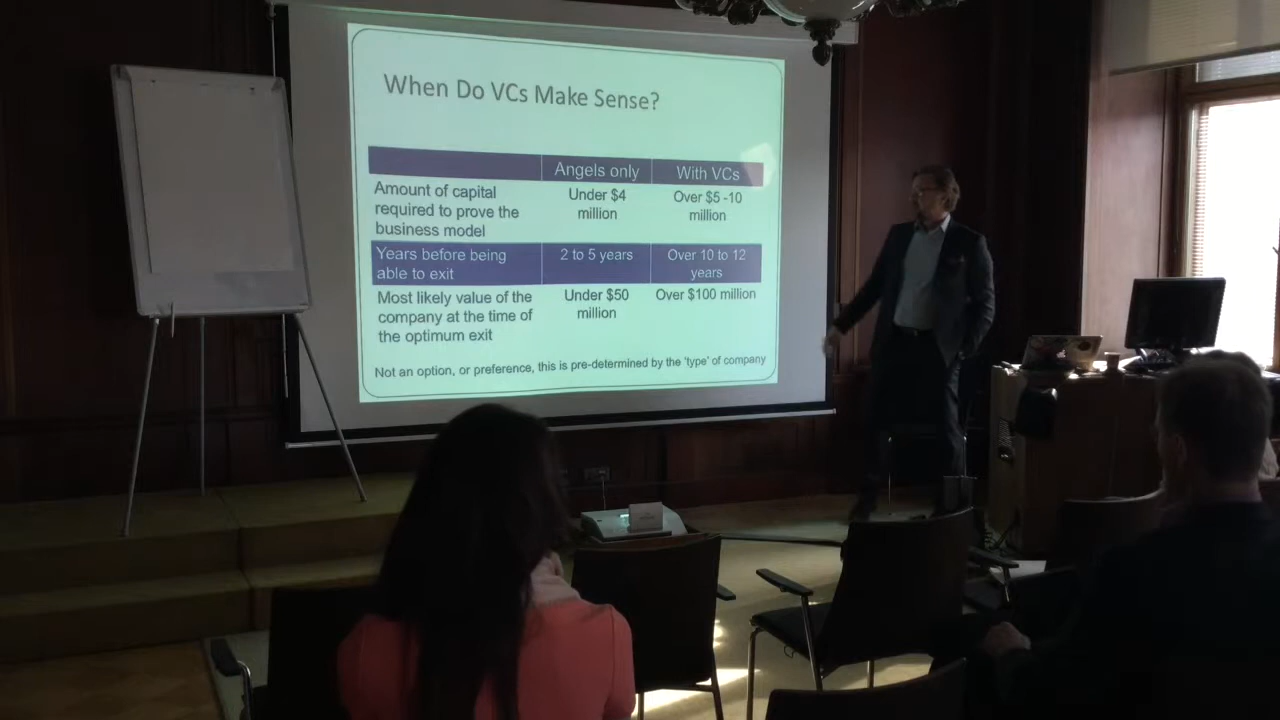 When Do VCs Make Sense?
Angels only With VCs
Amount of capital required to prove the business model Under $4 million Over $5 -10 million
Years before being able to exit 2 to 5 years Over 10 to 12 years
Most likely value of the company at the time of the optimum exit Under $50 million Over $100 million
Not an option, or preference, this is pre-determined by the 'type' of company